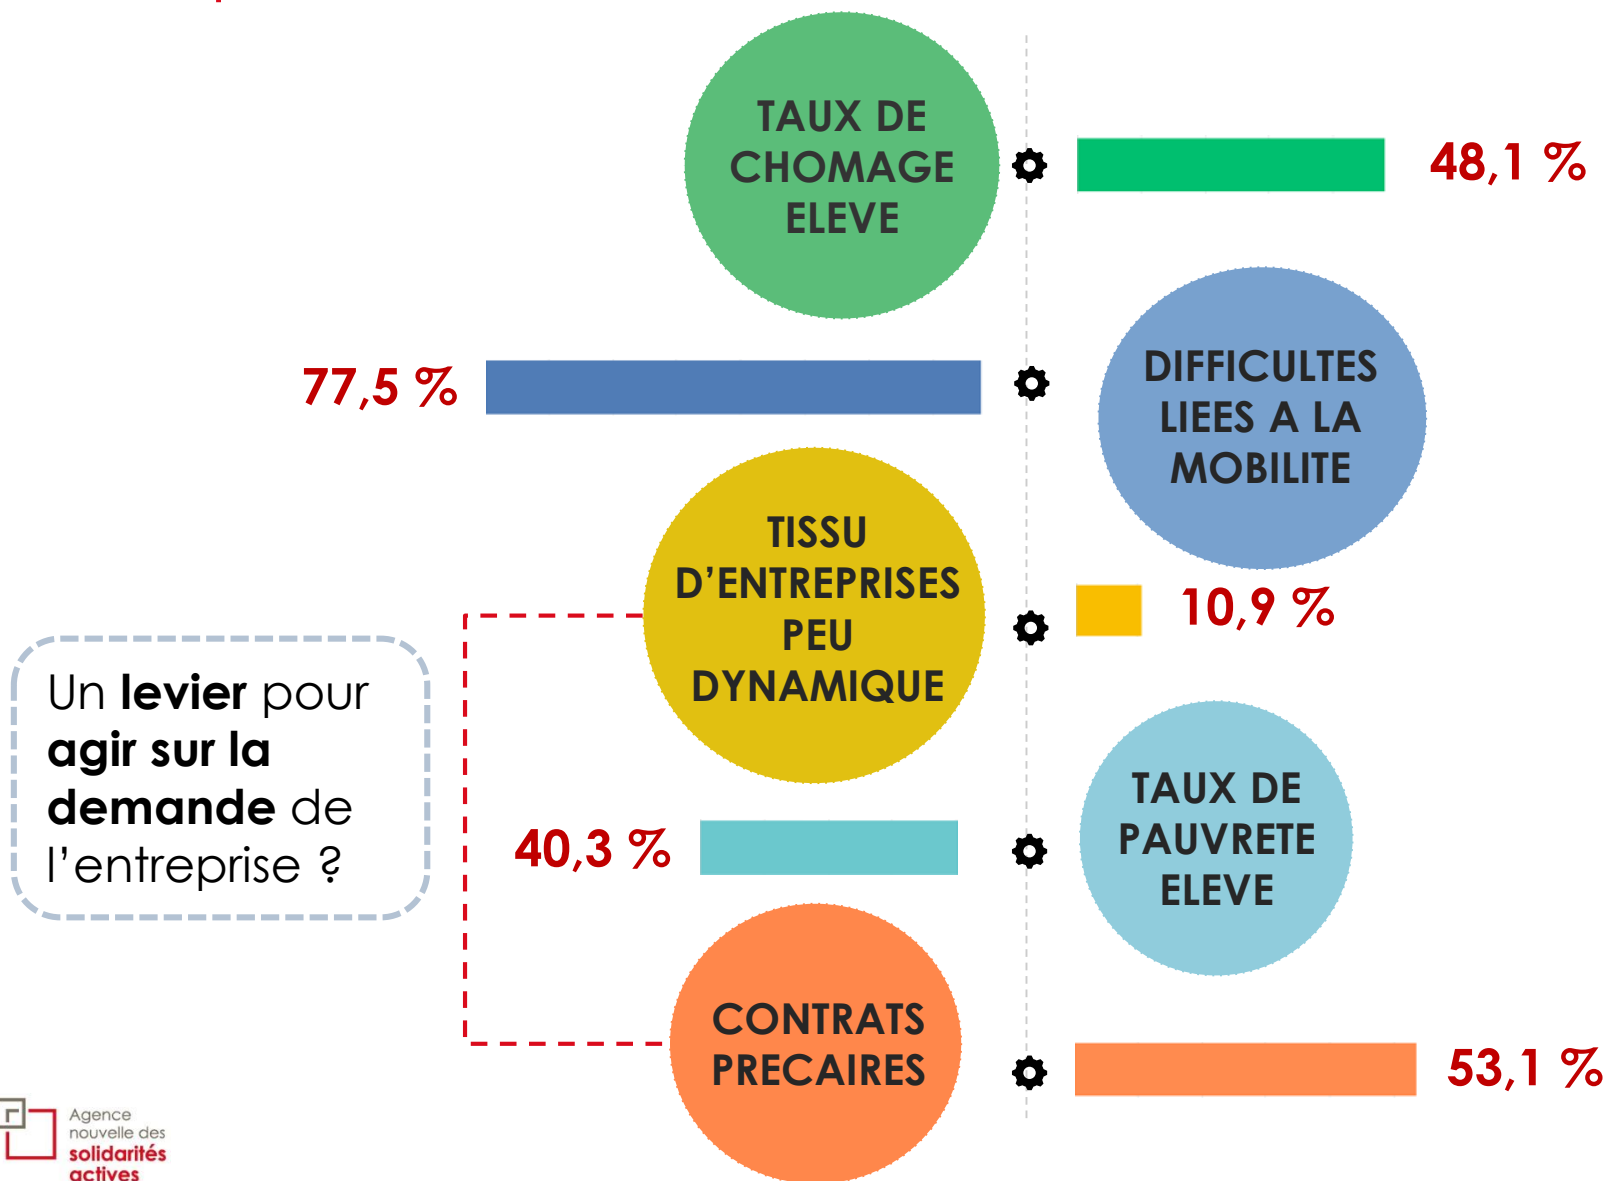 TAUX DE
CHOMAGE
ELEVE
48,1 %
77,5 %
DIFFICULTES
LIEES A LA
MOBILITE
TISSU
D’ENTREPRISES
PEU
DYNAMIQUE
10,9 %
Un levier pour
agir sur la
demande de
l’entreprise ?
40,3 %
TAUX DE
PAUVRETE
ELEVE
CONTRATS
PRECAIRES
53,1 %
Agence
nouvelle des
solidarités
actives